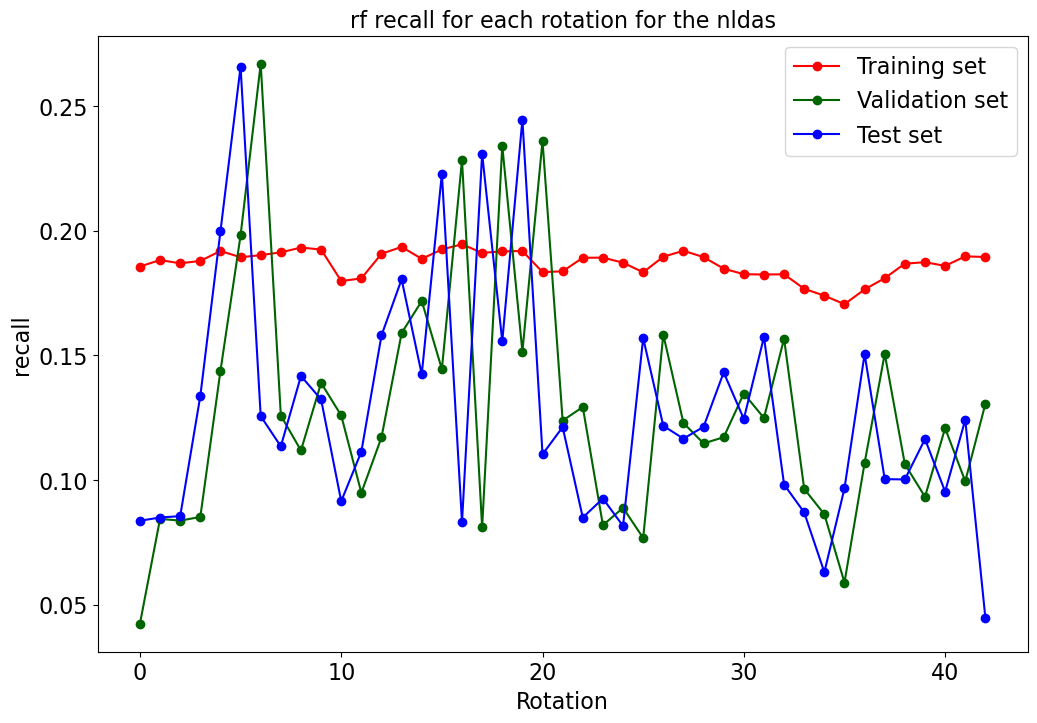 rf recall for each rotation for the nldas
Training set
Validation set
Test set
0.25
0.20
0.15
0.10
0.05
recall
0
10
20
30
40
Rotation